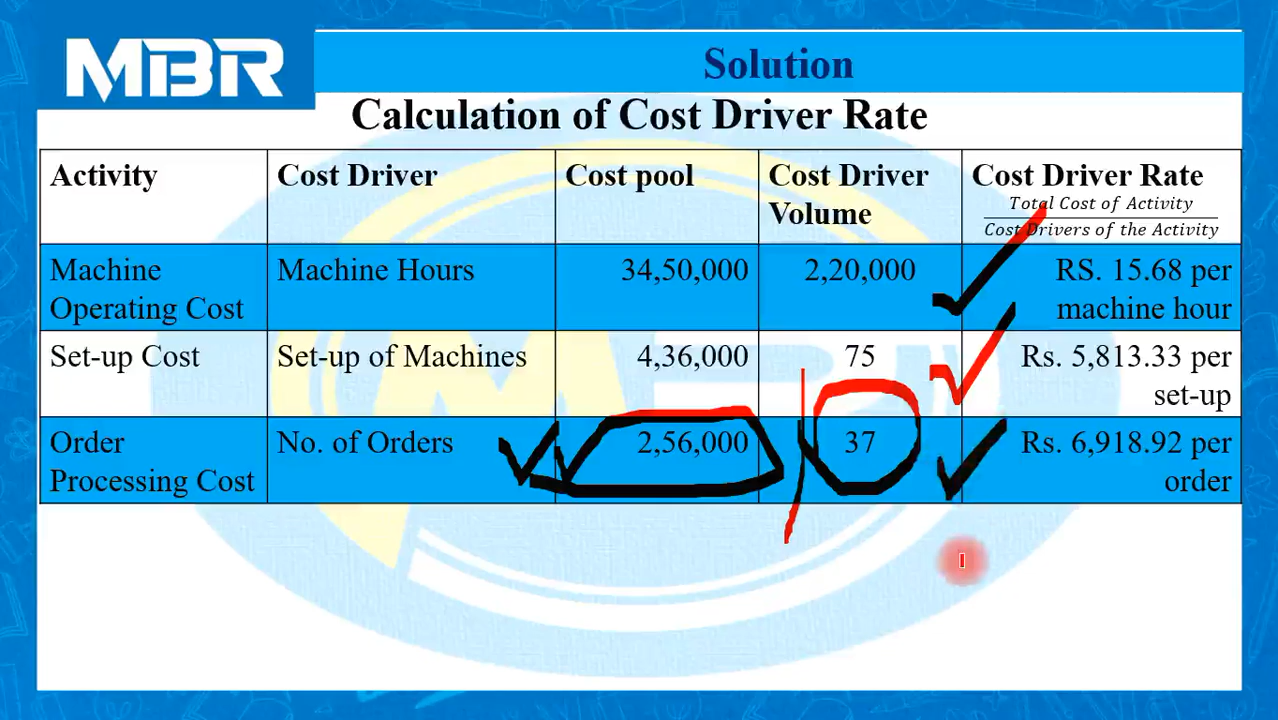 MBR
Solution
Calculation of Cost Driver Rate
Activity
Cost Driver
Cost pool
Cost Driver
Volume
Cost Driver Rate
Total Cost of Activity
Cost Drivers of the Activity
Machine
Operating Cost
Machine Hours
34,50,000
2,20,000
RS. 15.68 per
machine hour
Set-up Cost
Set-up of Machines
4,36,000
75
Rs. 5,813.33 per
set-up
Order
Processing Cost
No. of Orders
2,56,000
37
Rs. 6,918.92 per
order